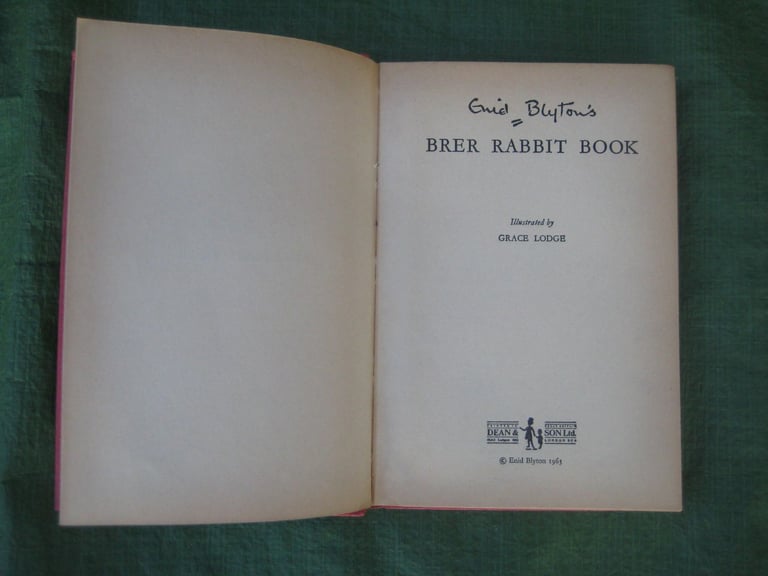 Enid Blyton's
BRER RABBIT BOOK
Illustrated by
GRACE LODGE
DEAN & SON Ltd.
© Enid Blyton 1963